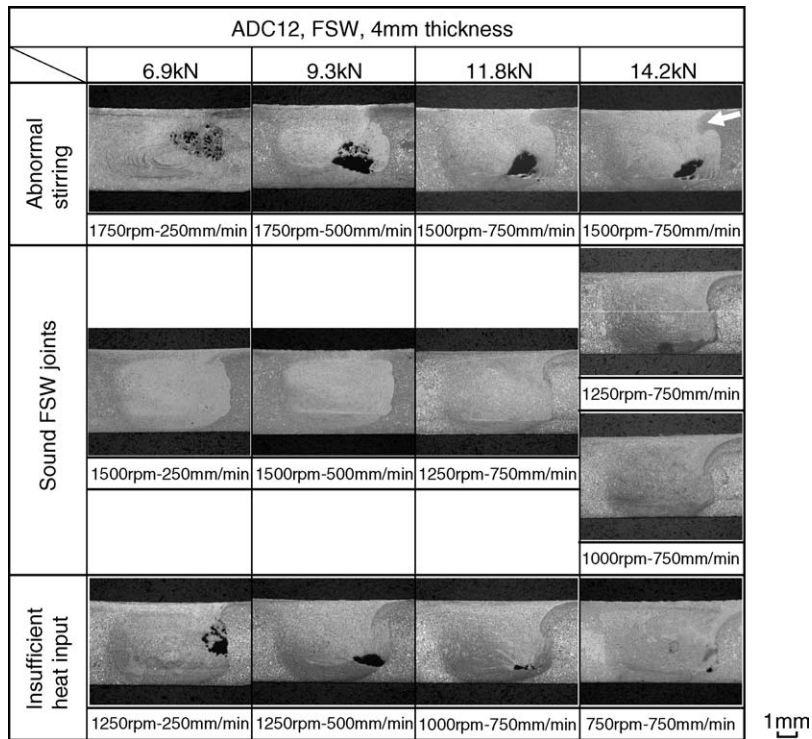 ADC12, FSW, 4mm thickness
6.9kN 9.3kN 11.8kN 14.2kN
Abnormal
stirring
1750rpm-250mm/min 1750rpm-500mm/min 1500rpm-750mm/min 1500rpm-750mm/min
Sound FSW joints
1250rpm-750mm/min
1500rpm-250mm/min 1500rpm-500mm/min 1250rpm-750mm/min
1000rpm-750mm/min
Insufficient
heat input
1250rpm-250mm/min 1250rpm-500mm/min 1000rpm-750mm/min 750rpm-750mm/min
1mm